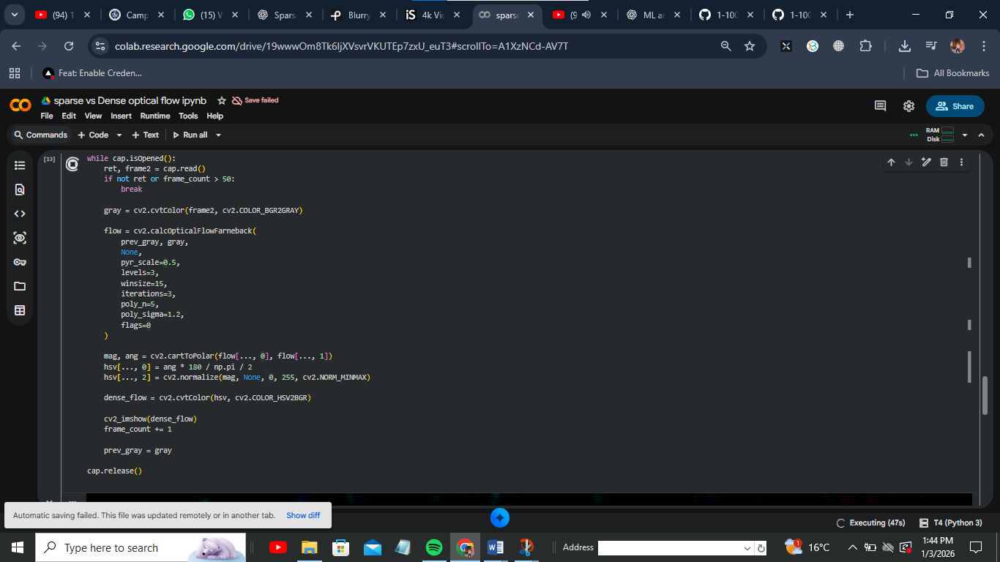 (94) 1
Camp
(15) W
Spars
Blurry
4k Vic
spars
(9
ML ar
1-100
1-100
colab.research.google.com/drive/19wwwOm8Tk6ljXVsvrVKUTEp7zxU_euT3#scrollTo=A1XzNCd-AV7T
Feat: Enable Creden...
All Bookmarks
sparse vs Dense optical flow ipynb
Save failed
File Edit View Insert Runtime Tools Help
Share
Commands + Code + Text Run all
RAM
Disk
[13]
while cap.isOpened():
ret, frame2 = cap.read()
if not ret or frame_count > 50:
break
gray = cv2.cvtColor(frame2, cv2.COLOR_BGR2GRAY)
flow = cv2.calcOpticalFlowFarneback(
prev_gray, gray,
None,
pyr_scale=0.5,
levels=3,
winsize=15,
iterations=3,
poly_n=5,
poly_sigma=1.2,
flags=0
)
mag, ang = cv2.cartToPolar(flow[..., 0], flow[..., 1])
hsv[..., 0] = ang * 180 / np.pi / 2
hsv[..., 2] = cv2.normalize(mag, None, 0, 255, cv2.NORM_MINMAX)
dense_flow = cv2.cvtColor(hsv, cv2.COLOR_HSV2BGR)
cv2_imshow(dense_flow)
frame_count += 1
prev_gray = gray
cap.release()
Automatic saving failed. This file was updated remotely or in another tab. Show diff
Executing (47s) T4 (Python 3)
Type here to search
Address
16°C
1:44 PM
1/3/2026